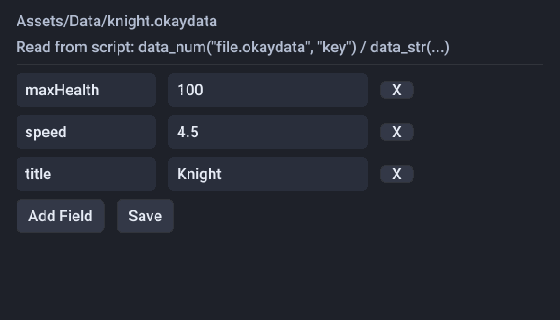 Assets/Data/knight.okaydata
Read from script: data_num("file.okaydata", "key") / data_str(...)
maxHealth 100 X
speed 4.5 X
title Knight X
Add Field Save